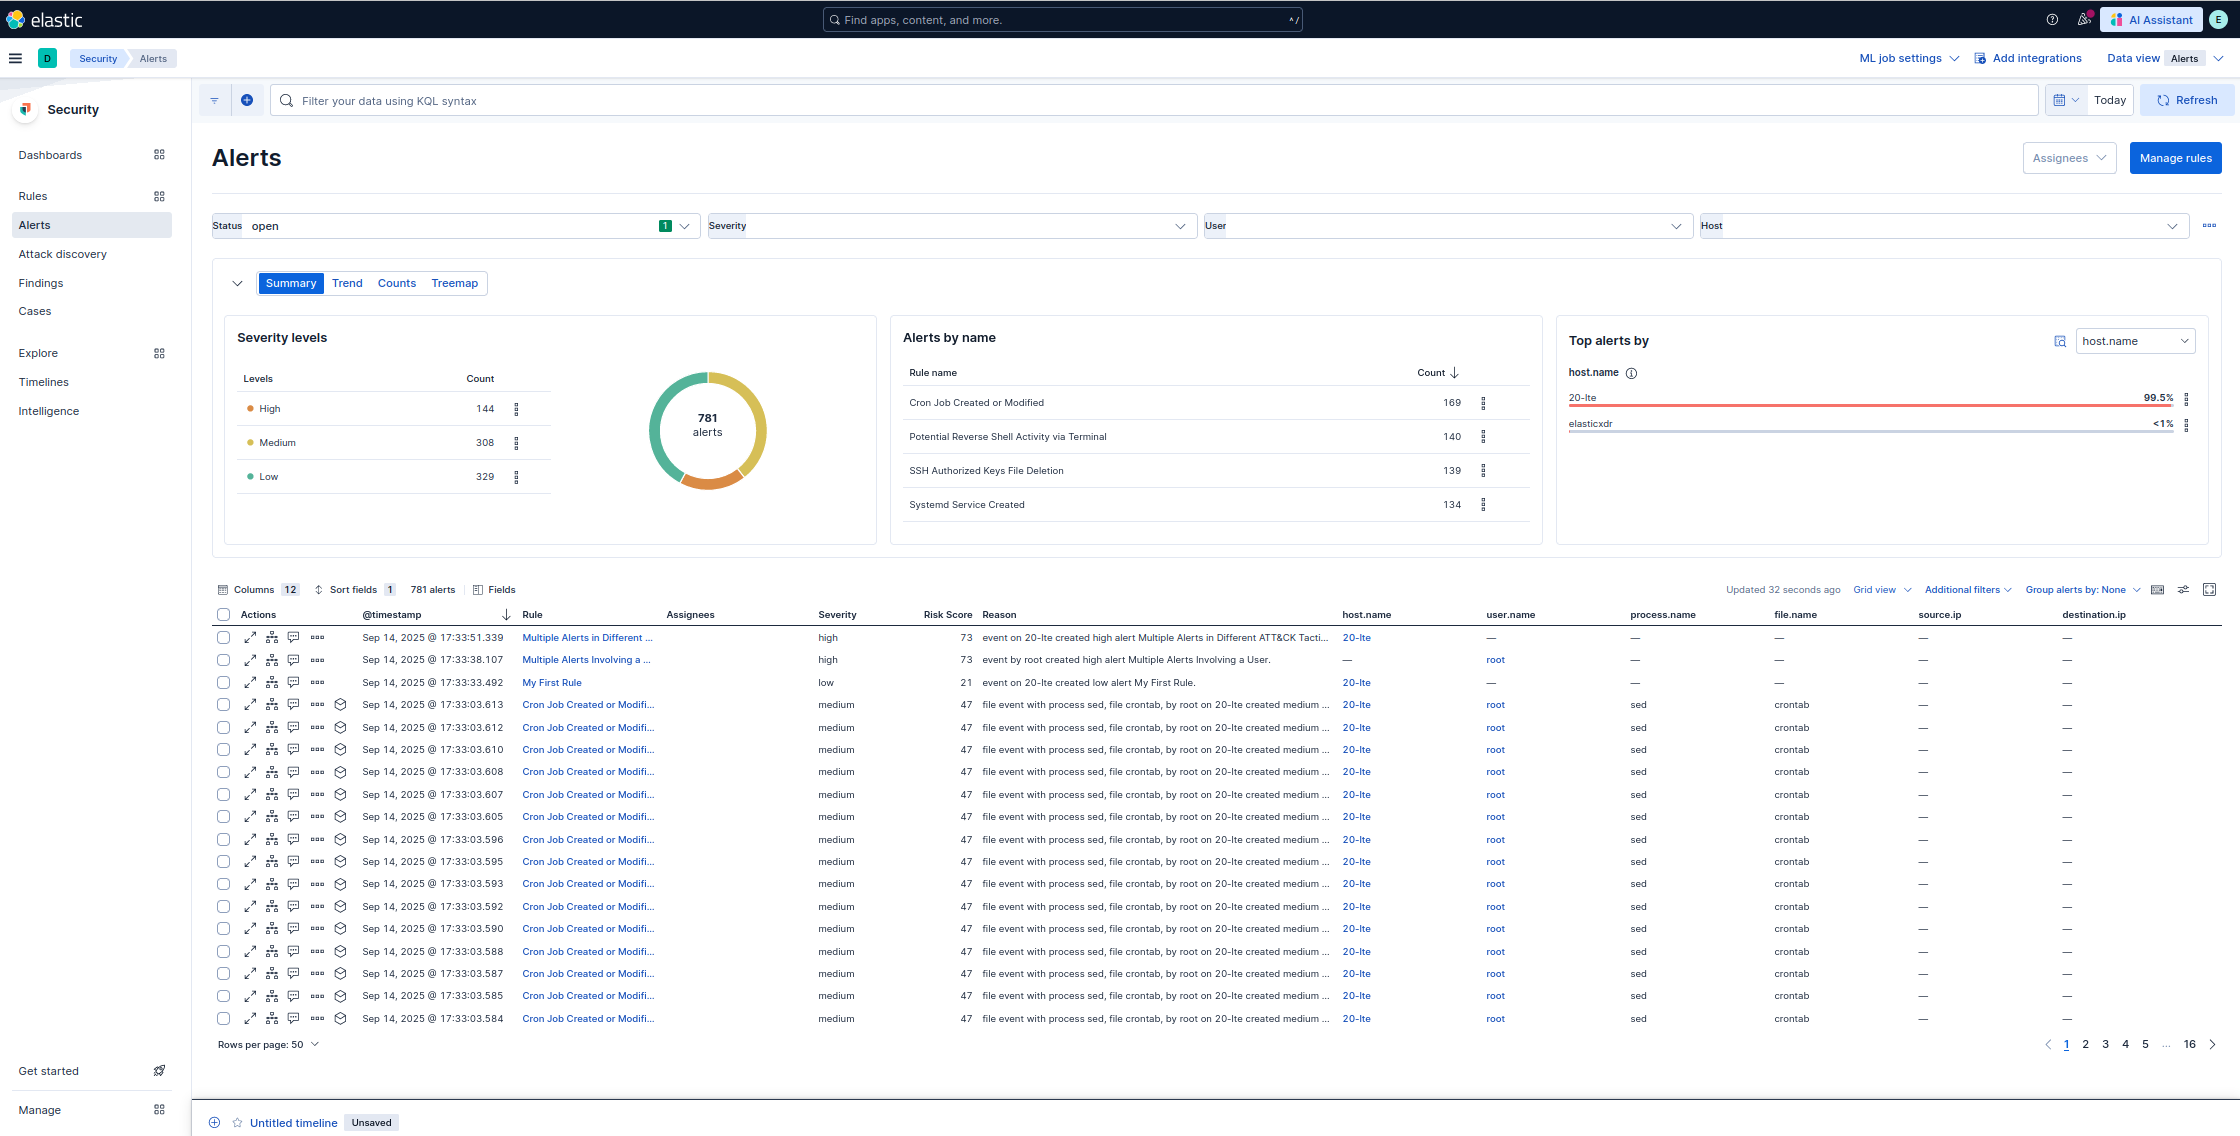 elastic Find apps, content, and more. ^/ AI Assistant E
D Security Alerts ML job settings Add integrations Data view Alerts
Security
Filter your data using KQL syntax Today Refresh
Dashboards
Rules
Alerts
Attack discovery
Findings
Cases
Explore
Timelines
Intelligence
Get started
Manage
Alerts Assignees Manage rules
Status open 1 Severity User Host
Summary Trend Counts Treemap
Severity levels
Levels Count
High 144
Medium 308
Low 329
781
alerts
Alerts by name
Rule name Count
Cron Job Created or Modified 169
Potential Reverse Shell Activity via Terminal 140
SSH Authorized Keys File Deletion 139
Systemd Service Created 134
Top alerts by host.name
host.name
20-lte 99.5%
elasticxdr <1%
Columns 12 Sort fields 1 781 alerts Fields Updated 32 seconds ago Grid view Additional filters Group alerts by: None
Actions @timestamp Rule Assignees Severity Risk Score Reason host.name user.name process.name file.name source.ip destination.ip
Sep 14, 2025 @ 17:33:51.339 Multiple Alerts in Different ... high 73 event on 20-lte created high alert Multiple Alerts in Different ATT&CK Tacti... 20-lte — — — — —
Sep 14, 2025 @ 17:33:38.107 Multiple Alerts Involving a ... high 73 event by root created high alert Multiple Alerts Involving a User. — root — — — —
Sep 14, 2025 @ 17:33:33.492 My First Rule low 21 event on 20-lte created low alert My First Rule. 20-lte — — — — —
Sep 14, 2025 @ 17:33:03.613 Cron Job Created or Modifi... medium 47 file event with process sed, file crontab, by root on 20-lte created medium ... 20-lte root sed crontab — —
Sep 14, 2025 @ 17:33:03.612 Cron Job Created or Modifi... medium 47 file event with process sed, file crontab, by root on 20-lte created medium ... 20-lte root sed crontab — —
Sep 14, 2025 @ 17:33:03.610 Cron Job Created or Modifi... medium 47 file event with process sed, file crontab, by root on 20-lte created medium ... 20-lte root sed crontab — —
Sep 14, 2025 @ 17:33:03.608 Cron Job Created or Modifi... medium 47 file event with process sed, file crontab, by root on 20-lte created medium ... 20-lte root sed crontab — —
Sep 14, 2025 @ 17:33:03.607 Cron Job Created or Modifi... medium 47 file event with process sed, file crontab, by root on 20-lte created medium ... 20-lte root sed crontab — —
Sep 14, 2025 @ 17:33:03.605 Cron Job Created or Modifi... medium 47 file event with process sed, file crontab, by root on 20-lte created medium ... 20-lte root sed crontab — —
Sep 14, 2025 @ 17:33:03.596 Cron Job Created or Modifi... medium 47 file event with process sed, file crontab, by root on 20-lte created medium ... 20-lte root sed crontab — —
Sep 14, 2025 @ 17:33:03.595 Cron Job Created or Modifi... medium 47 file event with process sed, file crontab, by root on 20-lte created medium ... 20-lte root sed crontab — —
Sep 14, 2025 @ 17:33:03.593 Cron Job Created or Modifi... medium 47 file event with process sed, file crontab, by root on 20-lte created medium ... 20-lte root sed crontab — —
Sep 14, 2025 @ 17:33:03.592 Cron Job Created or Modifi... medium 47 file event with process sed, file crontab, by root on 20-lte created medium ... 20-lte root sed crontab — —
Sep 14, 2025 @ 17:33:03.590 Cron Job Created or Modifi... medium 47 file event with process sed, file crontab, by root on 20-lte created medium ... 20-lte root sed crontab — —
Sep 14, 2025 @ 17:33:03.588 Cron Job Created or Modifi... medium 47 file event with process sed, file crontab, by root on 20-lte created medium ... 20-lte root sed crontab — —
Sep 14, 2025 @ 17:33:03.587 Cron Job Created or Modifi... medium 47 file event with process sed, file crontab, by root on 20-lte created medium ... 20-lte root sed crontab — —
Sep 14, 2025 @ 17:33:03.585 Cron Job Created or Modifi... medium 47 file event with process sed, file crontab, by root on 20-lte created medium ... 20-lte root sed crontab — —
Sep 14, 2025 @ 17:33:03.584 Cron Job Created or Modifi... medium 47 file event with process sed, file crontab, by root on 20-lte created medium ... 20-lte root sed crontab — —
Rows per page: 50 1 2 3 4 5 ... 16
Untitled timeline Unsaved